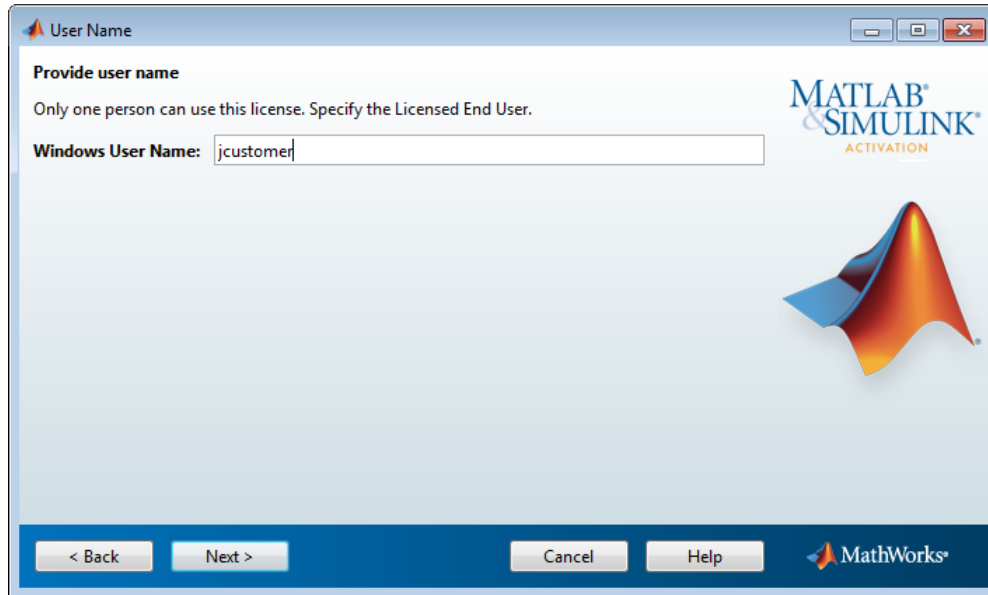 User Name
Provide user name
Only one person can use this license. Specify the Licensed End User.
Windows User Name: jcustomer
MATLAB®
&SIMULINK®
ACTIVATION
®
< Back Next > Cancel Help MathWorks®